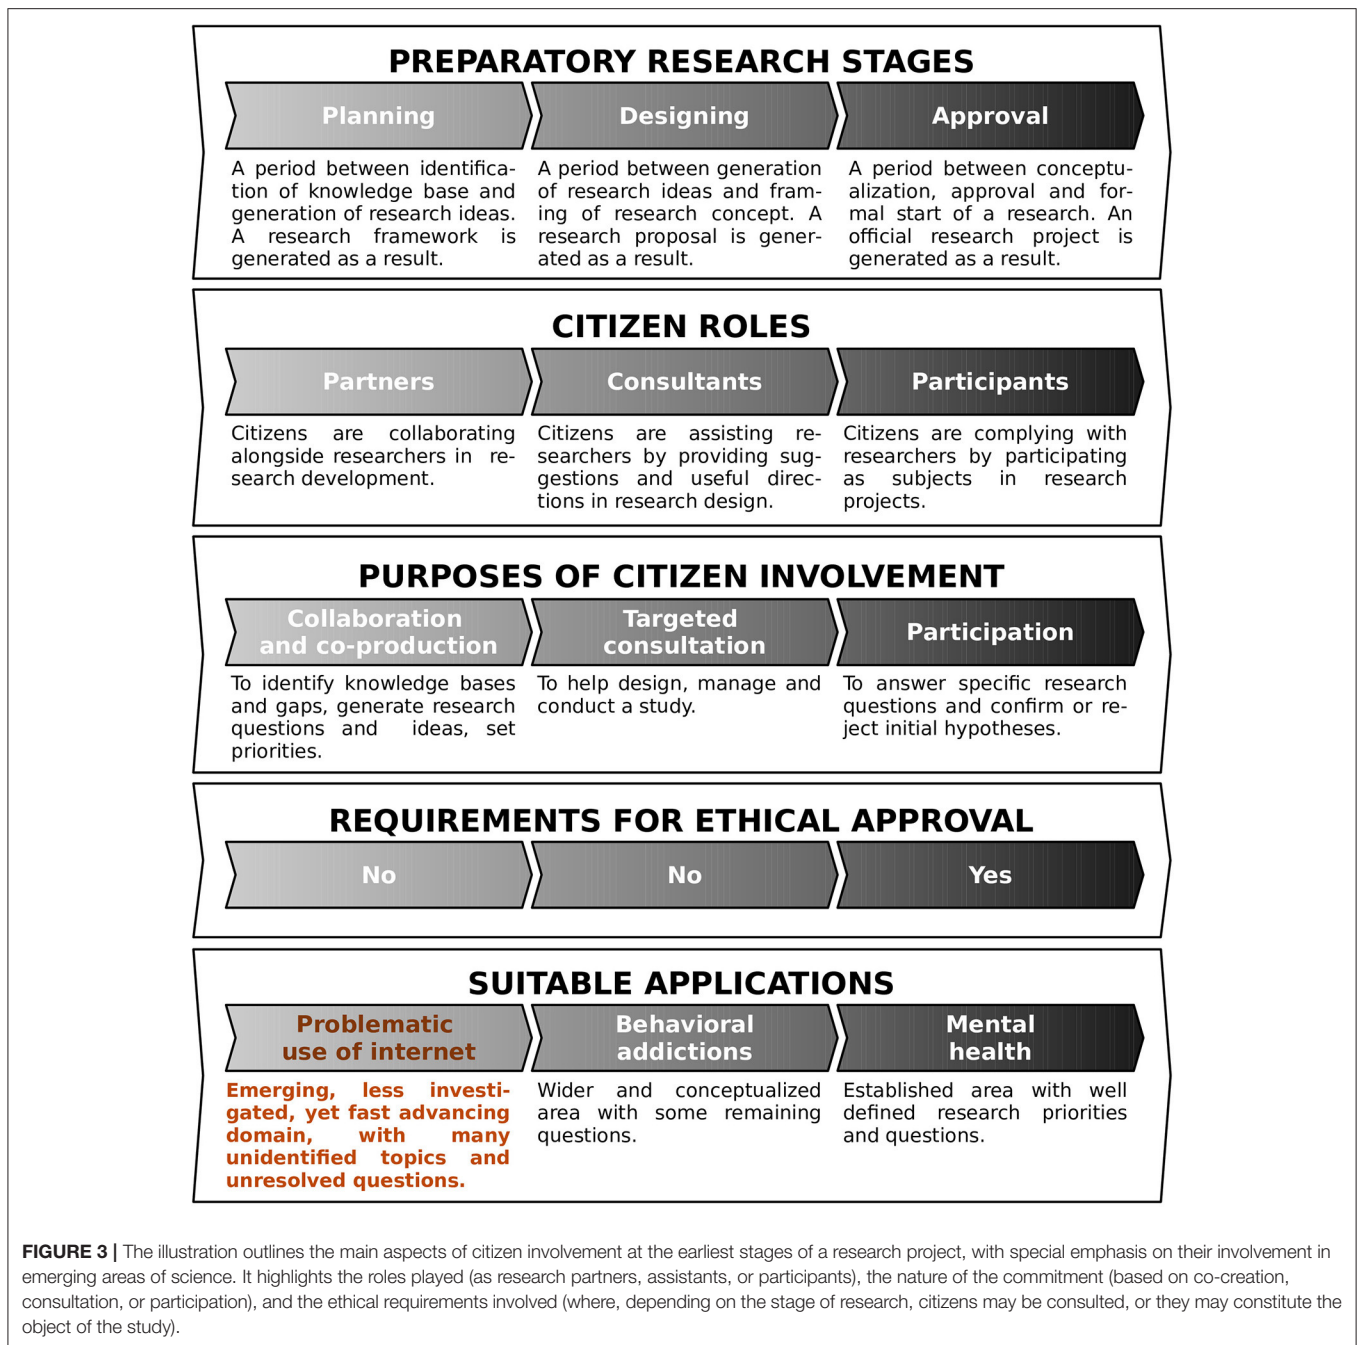 PREPARATORY RESEARCH STAGES
Planning
Designing
Approval
A period between identifica-
tion of knowledge base and
generation of research ideas.
A research framework is
generated as a result.
A period between generation
of research ideas and fram-
ing of research concept. A
research proposal is gener-
ated as a result.
A period between conceptu-
alization, approval and for-
mal start of a research. An
official research project is
generated as a result.
CITIZEN ROLES
Partners
Consultants
Participants
Citizens are collaborating
alongside researchers in re-
search development.
Citizens are assisting re-
searchers by providing sug-
gestions and useful direc-
tions in research design.
Citizens are complying with
researchers by participating
as subjects in research
projects.
PURPOSES OF CITIZEN INVOLVEMENT
Collaboration
and co-production
Targeted
consultation
Participation
To identify knowledge bases
and gaps, generate research
questions and ideas, set
priorities.
To help design, manage and
conduct a study.
To answer specific research
questions and confirm or re-
ject initial hypotheses.
REQUIREMENTS FOR ETHICAL APPROVAL
No
No
Yes
SUITABLE APPLICATIONS
Problematic
use of internet
Behavioral
addictions
Mental
health
Emerging, less investi-
gated, yet fast advancing
domain, with many
unidentified topics and
unresolved questions.
Wider and conceptualized
area with some remaining
questions.
Established area with well
defined research priorities
and questions.
FIGURE 3 | The illustration outlines the main aspects of citizen involvement at the earliest stages of a research project, with special emphasis on their involvement in
emerging areas of science. It highlights the roles played (as research partners, assistants, or participants), the nature of the commitment (based on co-creation,
consultation, or participation), and the ethical requirements involved (where, depending on the stage of research, citizens may be consulted, or they may constitute the
object of the study).